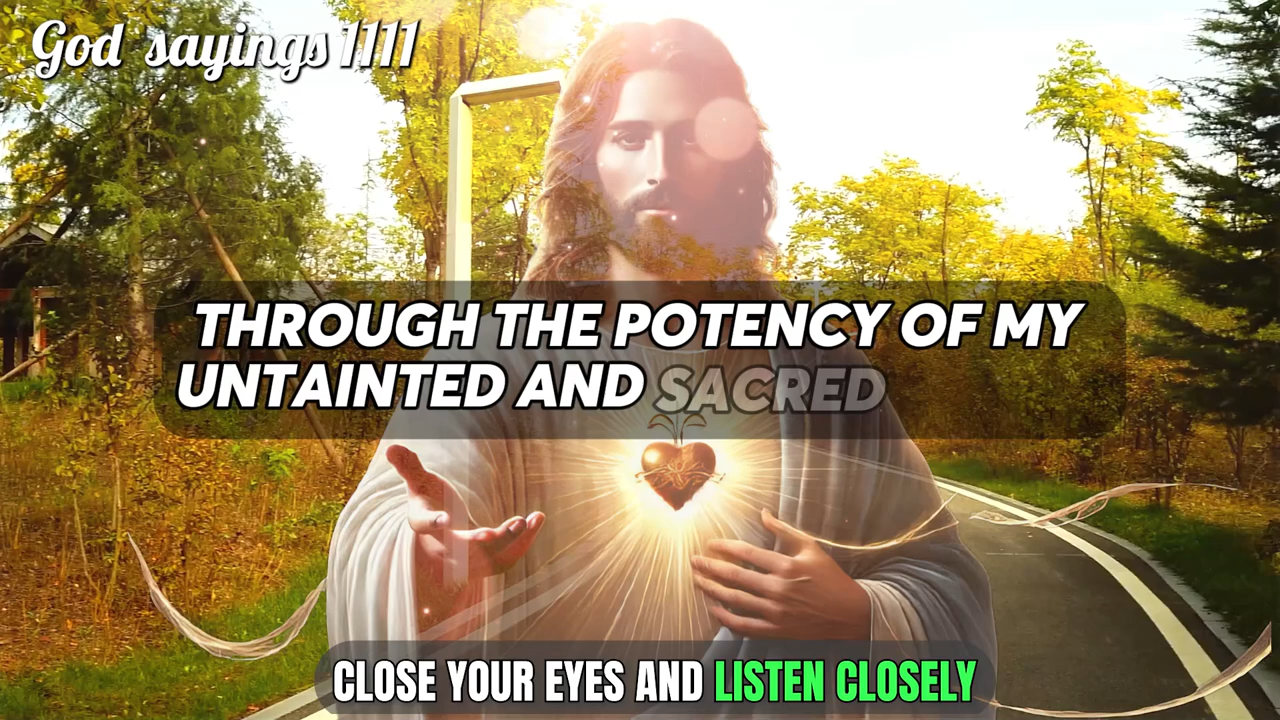 God sayings 1111
THROUGH THE POTENCY OF MY
UNTAINTED AND SACRED
CLOSE YOUR EYES AND LISTEN CLOSELY